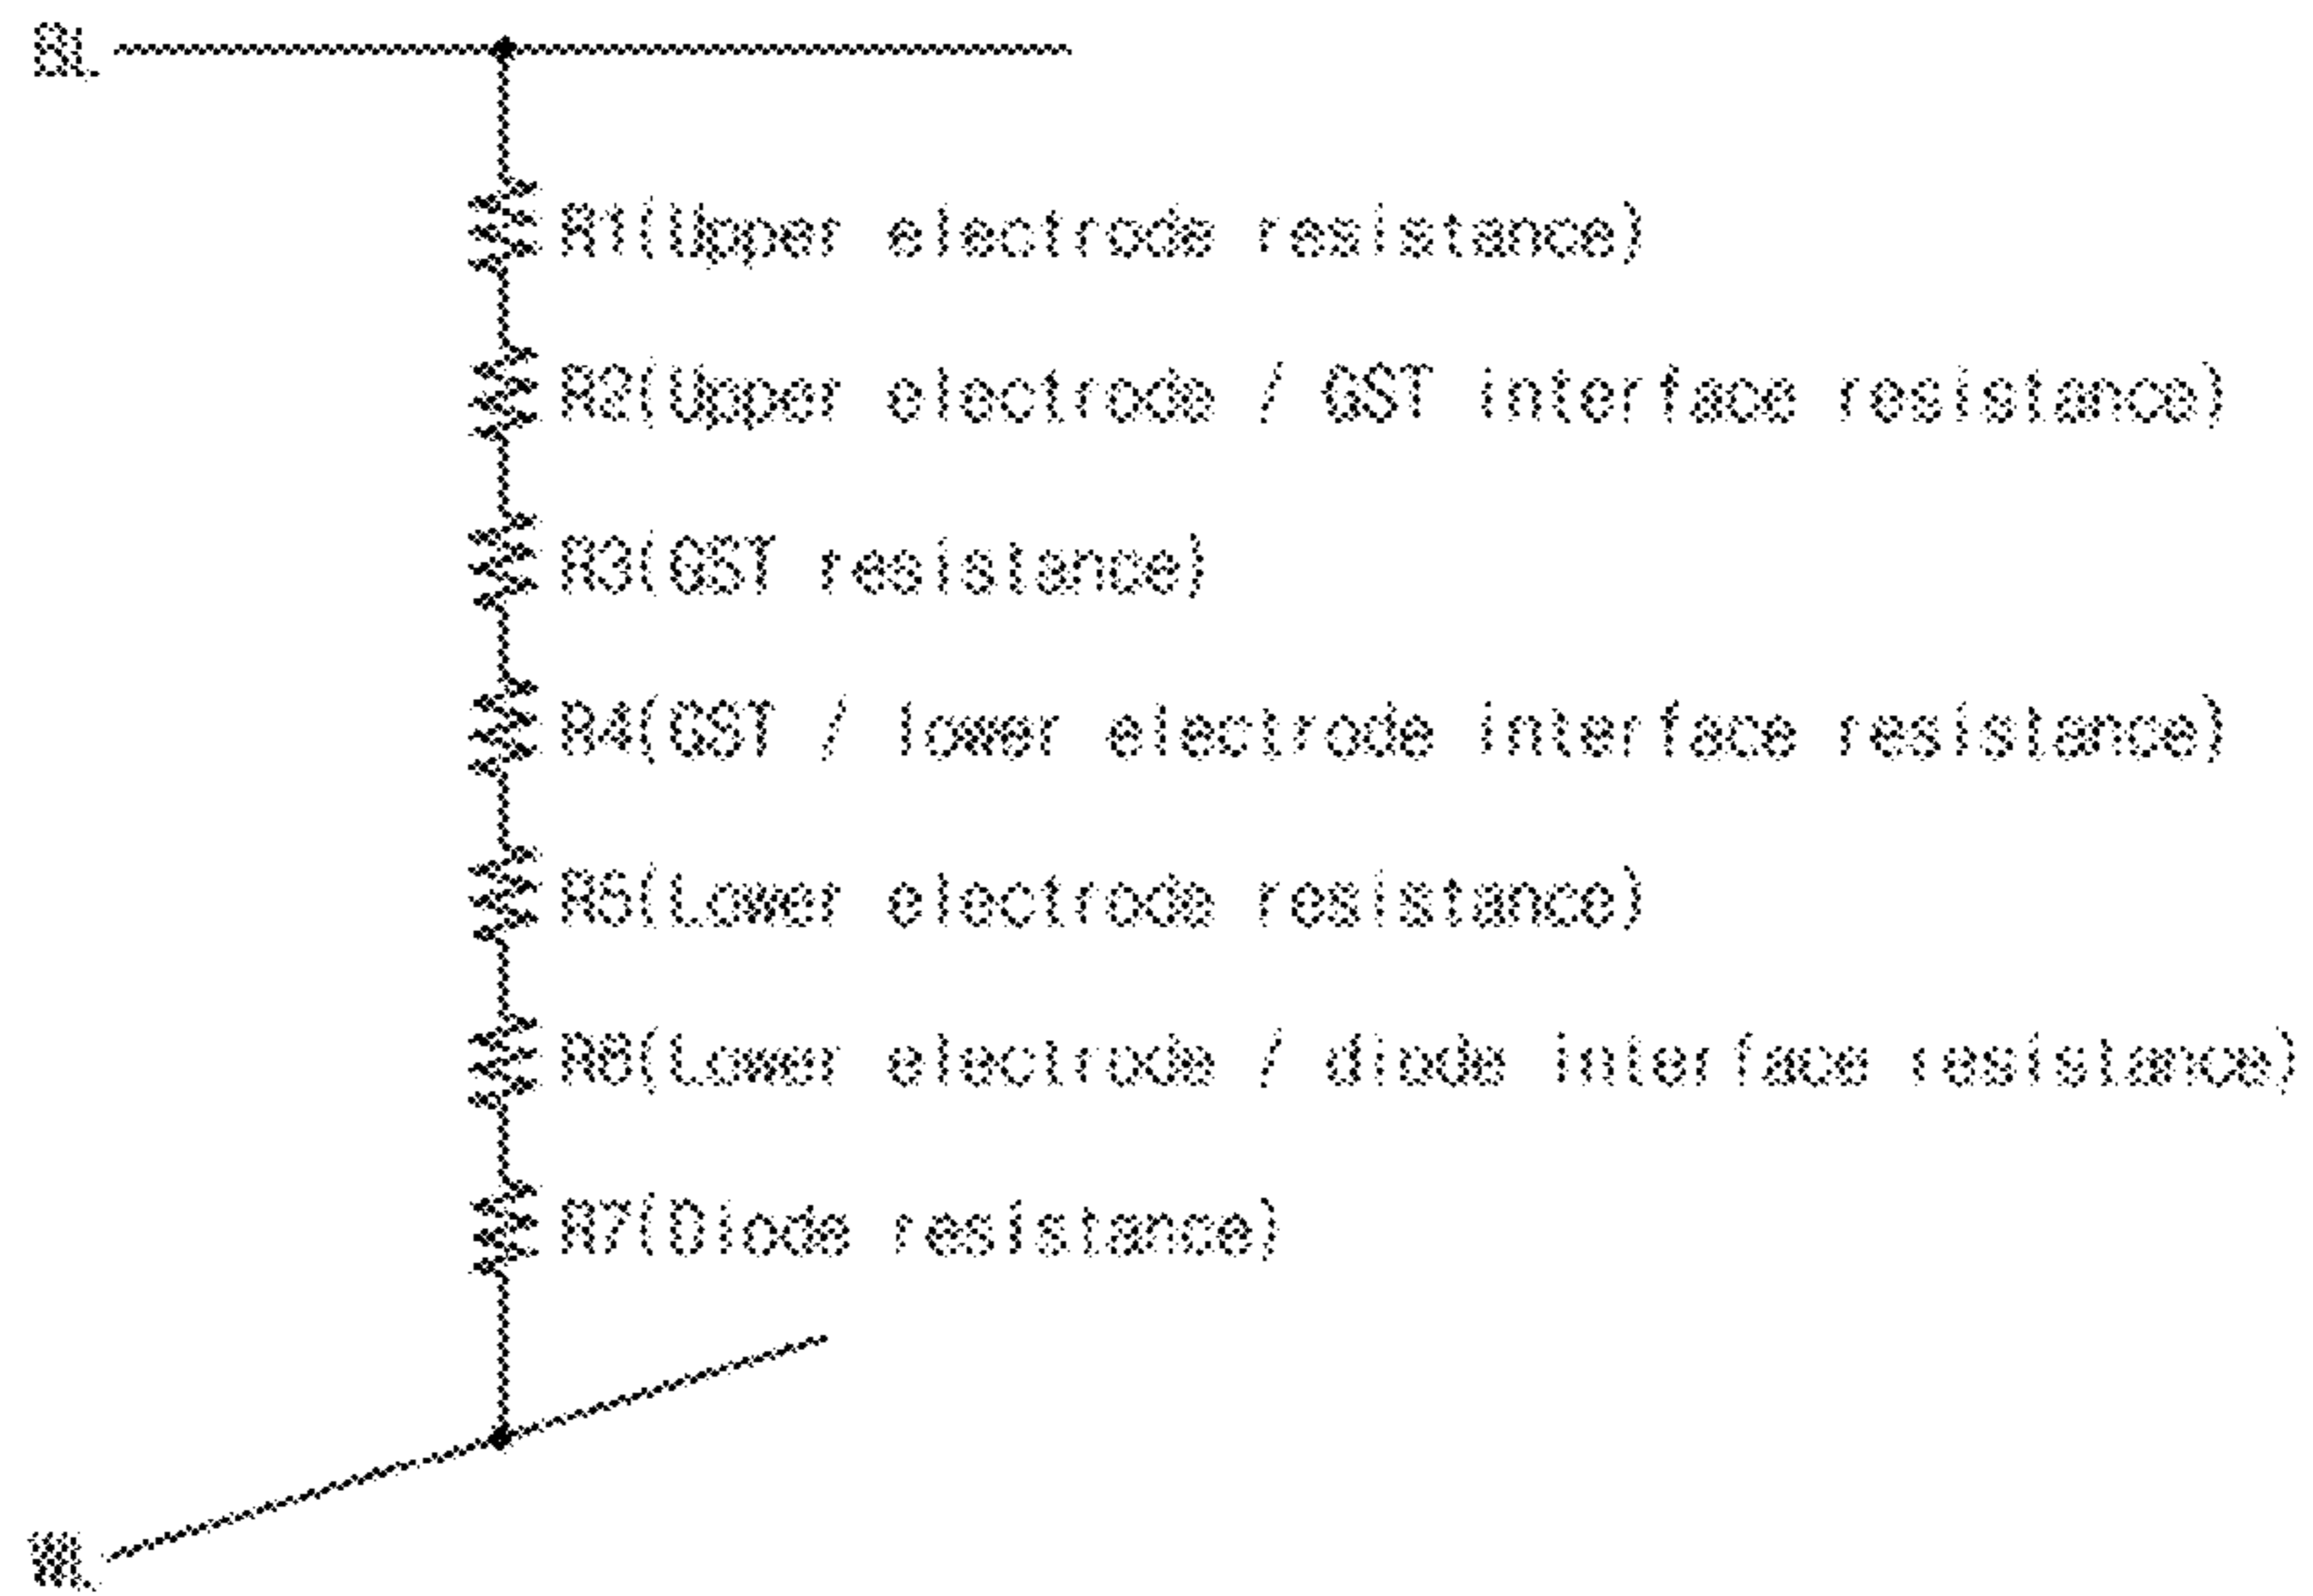 BL
R1(Upper electrode resistance)
R2(Upper electrode / GST interface resistance)
R3(GST resistance)
R4(GST / lower electrode interface resistance)
R5(Lower electrode resistance)
R6(Lower electrode / diode interface resistance)
R7(Diode resistance)
WL